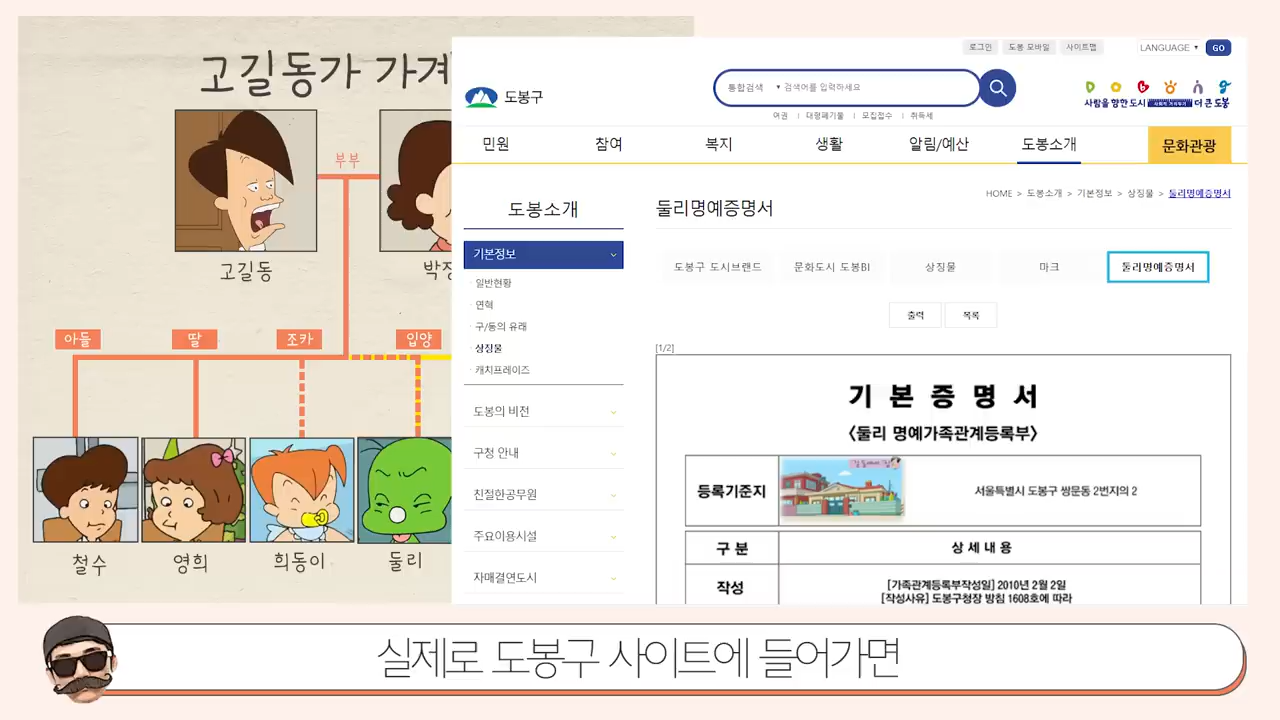 고길동가 가계
부부
고길동
아들
딸
조카
입양
철수
영희
희동이
둘리
로그인
도봉 모바일
사이트맵
LANGUAGE
GO
도봉구
통합검색
검색어를 입력하세요
여권 | 대형폐기물 | 모집접수 | 취득세
사람을 향한 도시
더 큰 도봉
민원
참여
복지
생활
알림/예산
도봉소개
문화관광
HOME > 도봉소개 > 기본정보 > 상징물 > 둘리명예증명서
도봉소개
기본정보
일반현황
연혁
구/동의 유래
상징물
캐치프레이즈
도봉의 비전
구청 안내
친절한공무원
주요이용시설
자매결연도시
둘리명예증명서
도봉구 도시브랜드
문화도시 도봉BI
상징물
마크
둘리명예증명서
출력
목록
[1/2]
기 본 증 명 서
〈둘리 명예가족관계등록부〉
등록기준지
서울특별시 도봉구 쌍문동 2번지의 2
구 분
상 세 내 용
작성
[가족관계등록부작성일] 2010년 2월 2일
[작성사유] 도봉구청장 방침 1608호에 따라
실제로 도봉구 사이트에 들어가면